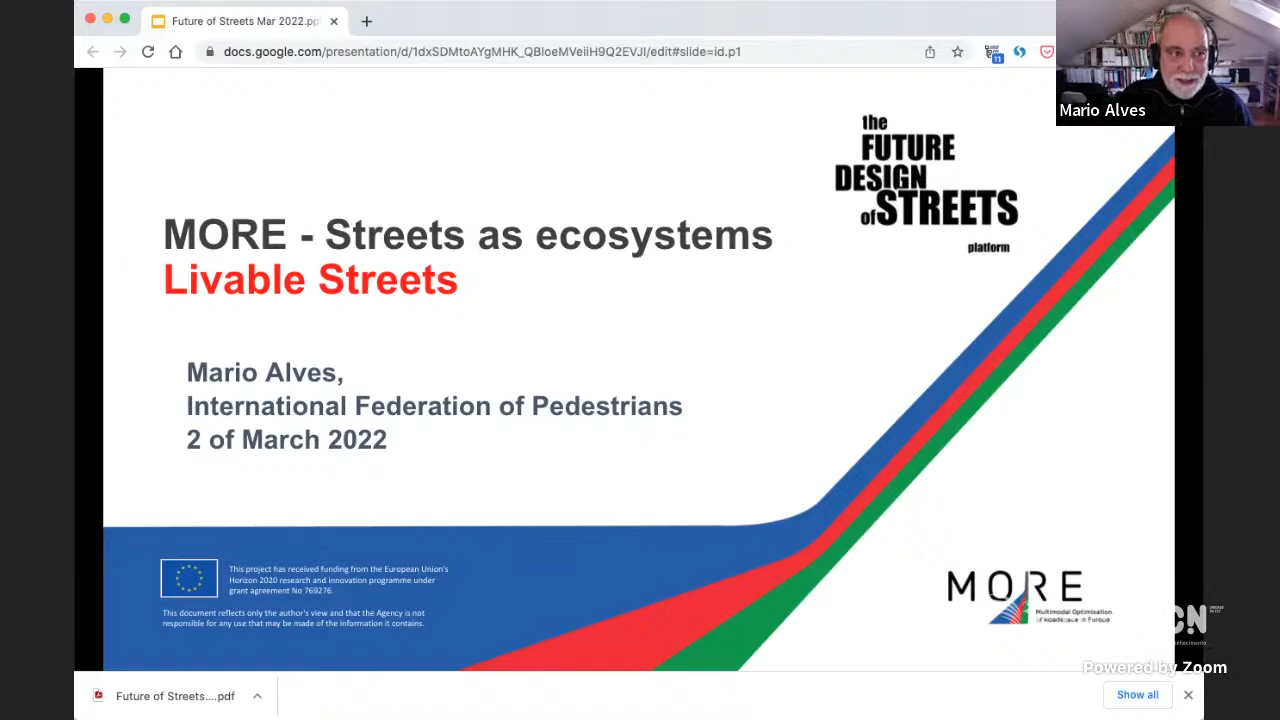 Future of Streets Mar 2022.pp
docs.google.com/presentation/d/1dxSDMtoAYgMHK_QBloeMVeiiH9Q2EVJl/edit#slide=id.p1
11
Mario Alves
the
FUTURE
DESIGN
of STREETS
platform
MORE - Streets as ecosystems
Livable Streets
Mario Alves,
International Federation of Pedestrians
2 of March 2022
This project has received funding from the European Union's
Horizon 2020 research and innovation programme under
grant agreement No 769276.
This document reflects only the author's view and that the Agency is not
responsible for any use that may be made of the information it contains.
MORE
Multimodal Optimisation
of Roadspace in Europe
CN
Powered by Zoom
Future of Streets....pdf
Show all